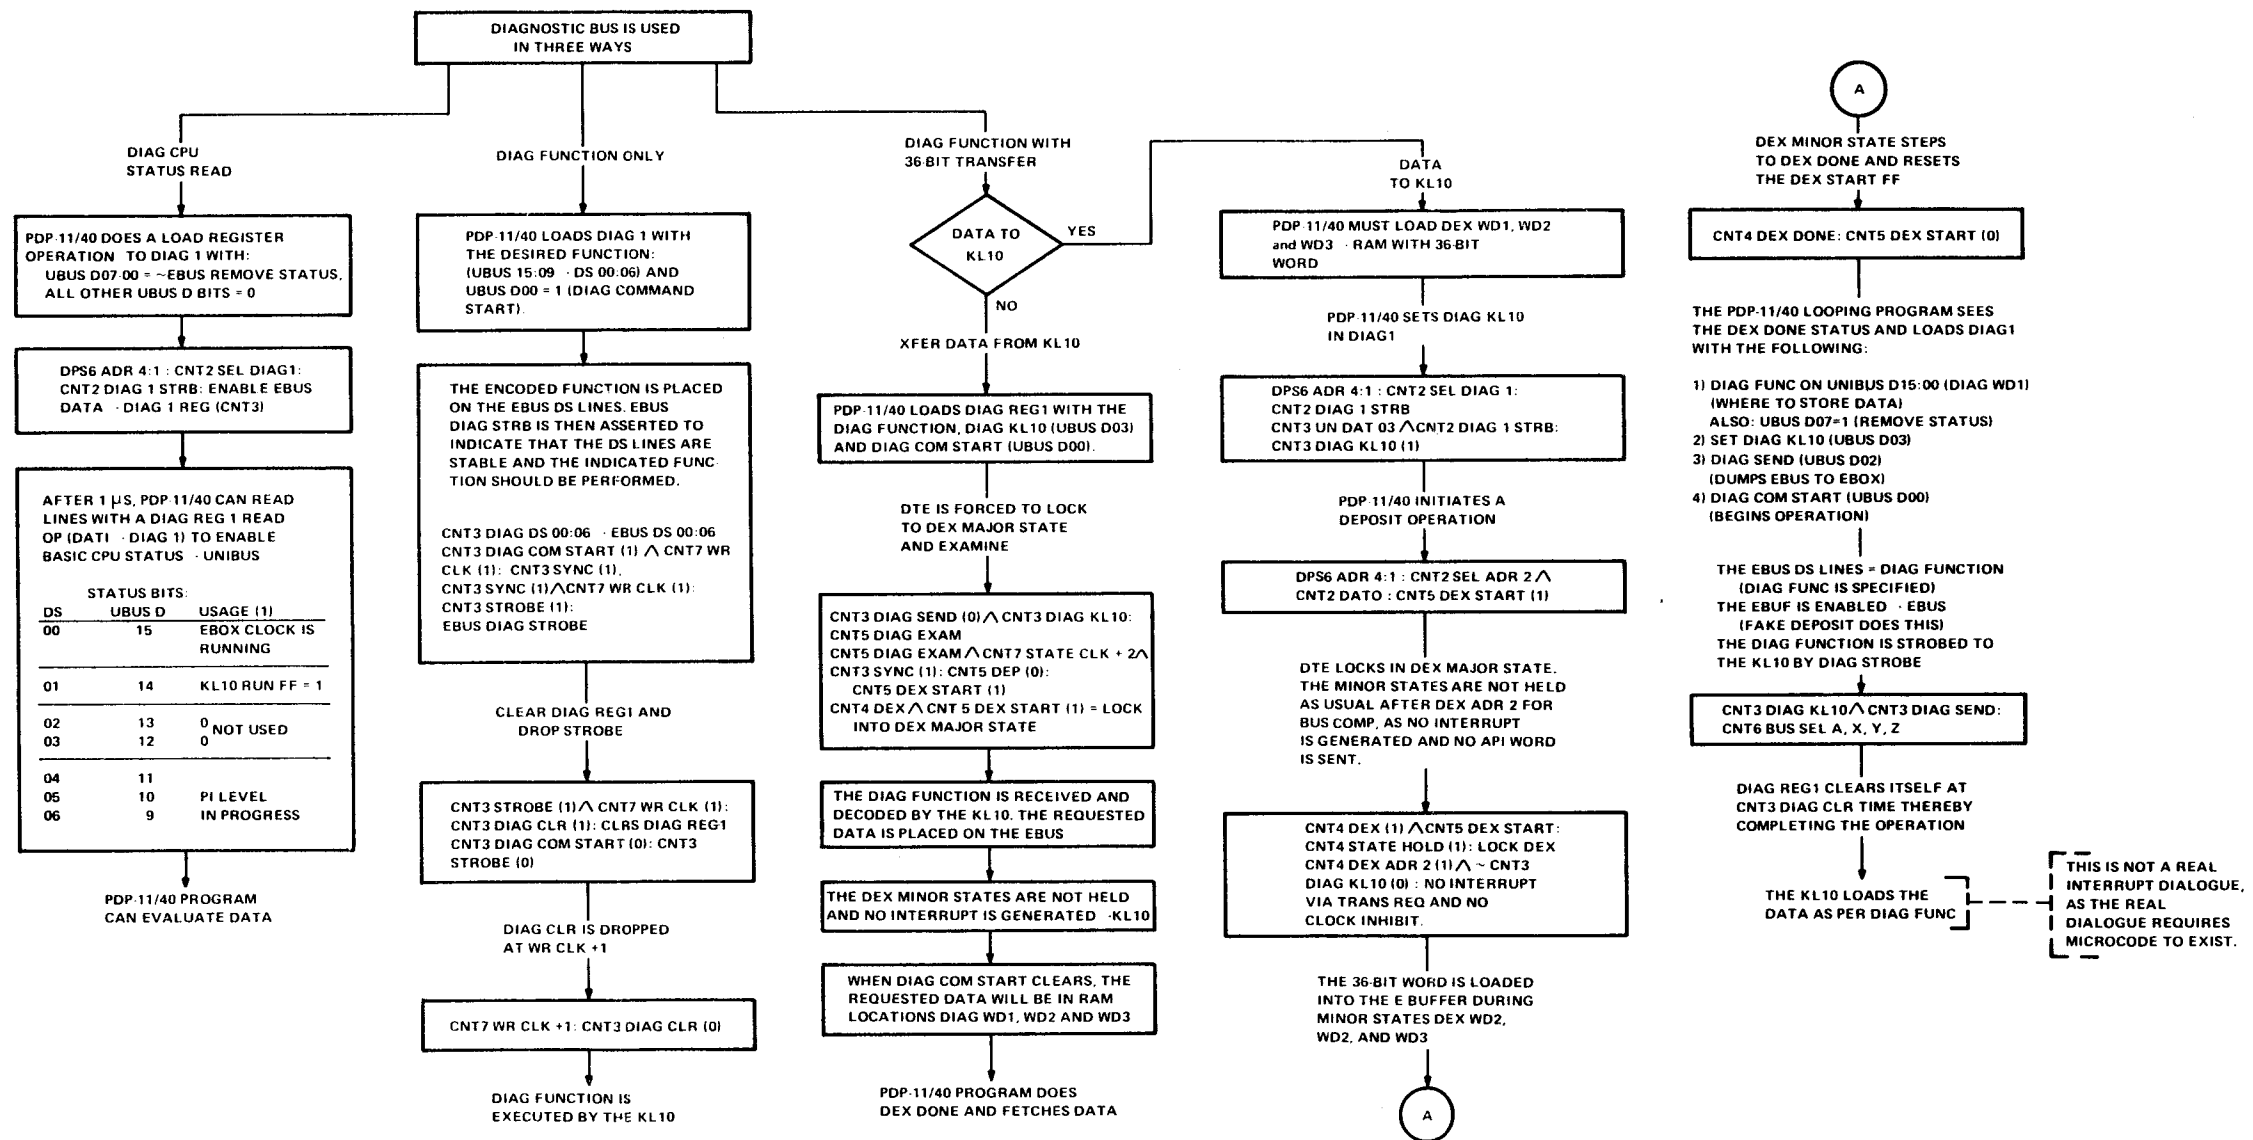 DIAGNOSTIC BUS IS USED
IN THREE WAYS
DIAG CPU
STATUS READ
PDP-11/40 DOES A LOAD REGISTER
OPERATION TO DIAG 1 WITH:
UBUS D07-00 = ~EBUS REMOVE STATUS,
ALL OTHER UBUS D BITS = 0
DPS6 ADR 4:1 : CNT2 SEL DIAG1:
CNT2 DIAG 1 STRB: ENABLE EBUS
DATA · DIAG 1 REG (CNT3)
AFTER 1 µS, PDP-11/40 CAN READ
LINES WITH A DIAG REG 1 READ
OP (DATI · DIAG 1) TO ENABLE
BASIC CPU STATUS · UNIBUS
STATUS BITS:
DS UBUS D USAGE (1)
00 15 EBOX CLOCK IS
RUNNING
01 14 KL10 RUN FF = 1
02 13 0
NOT USED
03 12 0
04 11
05 10 PI LEVEL
06 9 IN PROGRESS
PDP-11/40 PROGRAM
CAN EVALUATE DATA
DIAG FUNCTION ONLY
PDP-11/40 LOADS DIAG 1 WITH
THE DESIRED FUNCTION:
(UBUS 15:09 · DS 00:06) AND
UBUS D00 = 1 (DIAG COMMAND
START).
THE ENCODED FUNCTION IS PLACED
ON THE EBUS DS LINES. EBUS
DIAG STRB IS THEN ASSERTED TO
INDICATE THAT THE DS LINES ARE
STABLE AND THE INDICATED FUNC-
TION SHOULD BE PERFORMED.
CNT3 DIAG DS 00:06 · EBUS DS 00:06
CNT3 DIAG COM START (1) ∧ CNT7 WR
CLK (1): CNT3 SYNC (1),
CNT3 SYNC (1)∧CNT7 WR CLK (1):
CNT3 STROBE (1):
EBUS DIAG STROBE
CLEAR DIAG REG1 AND
DROP STROBE
CNT3 STROBE (1)∧ CNT7 WR CLK (1):
CNT3 DIAG CLR (1): CLRS DIAG REG1
CNT3 DIAG COM START (0): CNT3
STROBE (0)
DIAG CLR IS DROPPED
AT WR CLK +1
CNT7 WR CLK +1: CNT3 DIAG CLR (0)
DIAG FUNCTION IS
EXECUTED BY THE KL10
DIAG FUNCTION WITH
36-BIT TRANSFER
DATA TO
KL10
YES
NO
XFER DATA FROM KL10
PDP-11/40 LOADS DIAG REG1 WITH THE
DIAG FUNCTION, DIAG KL10 (UBUS D03)
AND DIAG COM START (UBUS D00).
DTE IS FORCED TO LOCK
TO DEX MAJOR STATE
AND EXAMINE
CNT3 DIAG SEND (0)∧ CNT3 DIAG KL10:
CNT5 DIAG EXAM
CNT5 DIAG EXAM∧CNT7 STATE CLK + 2∧
CNT3 SYNC (1): CNT5 DEP (0):
CNT5 DEX START (1)
CNT4 DEX∧ CNT 5 DEX START (1) = LOCK
INTO DEX MAJOR STATE
THE DIAG FUNCTION IS RECEIVED AND
DECODED BY THE KL10. THE REQUESTED
DATA IS PLACED ON THE EBUS
THE DEX MINOR STATES ARE NOT HELD
AND NO INTERRUPT IS GENERATED ·KL10
WHEN DIAG COM START CLEARS, THE
REQUESTED DATA WILL BE IN RAM
LOCATIONS DIAG WD1, WD2 AND WD3
PDP-11/40 PROGRAM DOES
DEX DONE AND FETCHES DATA
DATA
TO KL10
PDP-11/40 MUST LOAD DEX WD1, WD2
and WD3 · RAM WITH 36-BIT
WORD
PDP-11/40 SETS DIAG KL10
IN DIAG1
DPS6 ADR 4:1 : CNT2 SEL DIAG 1:
CNT2 DIAG 1 STRB
CNT3 UN DAT 03 ∧CNT2 DIAG 1 STRB:
CNT3 DIAG KL10 (1)
PDP-11/40 INITIATES A
DEPOSIT OPERATION
DPS6 ADR 4:1 : CNT2 SEL ADR 2∧
CNT2 DATO : CNT5 DEX START (1)
DTE LOCKS IN DEX MAJOR STATE.
THE MINOR STATES ARE NOT HELD
AS USUAL AFTER DEX ADR 2 FOR
BUS COMP, AS NO INTERRUPT
IS GENERATED AND NO API WORD
IS SENT.
CNT4 DEX (1) ∧CNT5 DEX START:
CNT4 STATE HOLD (1): LOCK DEX
CNT4 DEX ADR 2 (1)∧ ~ CNT3
DIAG KL10 (0) : NO INTERRUPT
VIA TRANS REQ AND NO
CLOCK INHIBIT.
THE 36-BIT WORD IS LOADED
INTO THE E BUFFER DURING
MINOR STATES DEX WD2,
WD2, AND WD3
A
A
DEX MINOR STATE STEPS
TO DEX DONE AND RESETS
THE DEX START FF
CNT4 DEX DONE: CNT5 DEX START (0)
THE PDP-11/40 LOOPING PROGRAM SEES
THE DEX DONE STATUS AND LOADS DIAG1
WITH THE FOLLOWING:
1) DIAG FUNC ON UNIBUS D15:00 (DIAG WD1)
(WHERE TO STORE DATA)
ALSO: UBUS D07=1 (REMOVE STATUS)
2) SET DIAG KL10 (UBUS D03)
3) DIAG SEND (UBUS D02)
(DUMPS EBUS TO EBOX)
4) DIAG COM START (UBUS D00)
(BEGINS OPERATION)
THE EBUS DS LINES = DIAG FUNCTION
(DIAG FUNC IS SPECIFIED)
THE EBUF IS ENABLED · EBUS
(FAKE DEPOSIT DOES THIS)
THE DIAG FUNCTION IS STROBED TO
THE KL10 BY DIAG STROBE
CNT3 DIAG KL10∧ CNT3 DIAG SEND:
CNT6 BUS SEL A, X, Y, Z
DIAG REG1 CLEARS ITSELF AT
CNT3 DIAG CLR TIME THEREBY
COMPLETING THE OPERATION
THE KL10 LOADS THE
DATA AS PER DIAG FUNC
THIS IS NOT A REAL
INTERRUPT DIALOGUE,
AS THE REAL
DIALOGUE REQUIRES
MICROCODE TO EXIST.